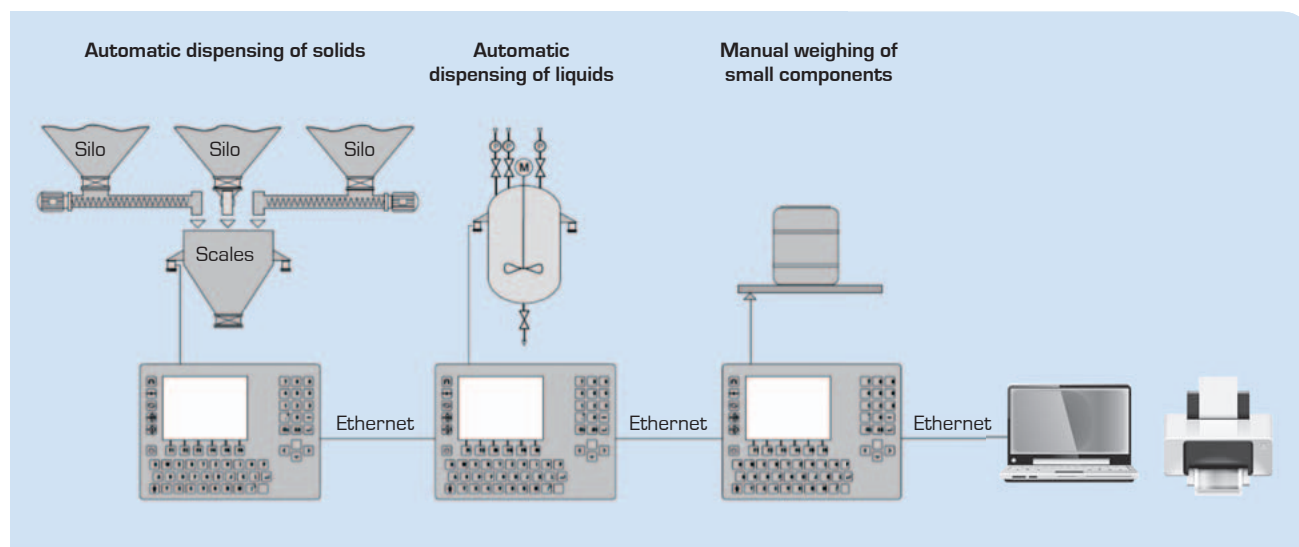 Automatic dispensing of solids
Automatic
dispensing of liquids
Manual weighing of
small components
Silo
Silo
Silo
P
P
P
M
Scales
Ethernet
Ethernet
Ethernet